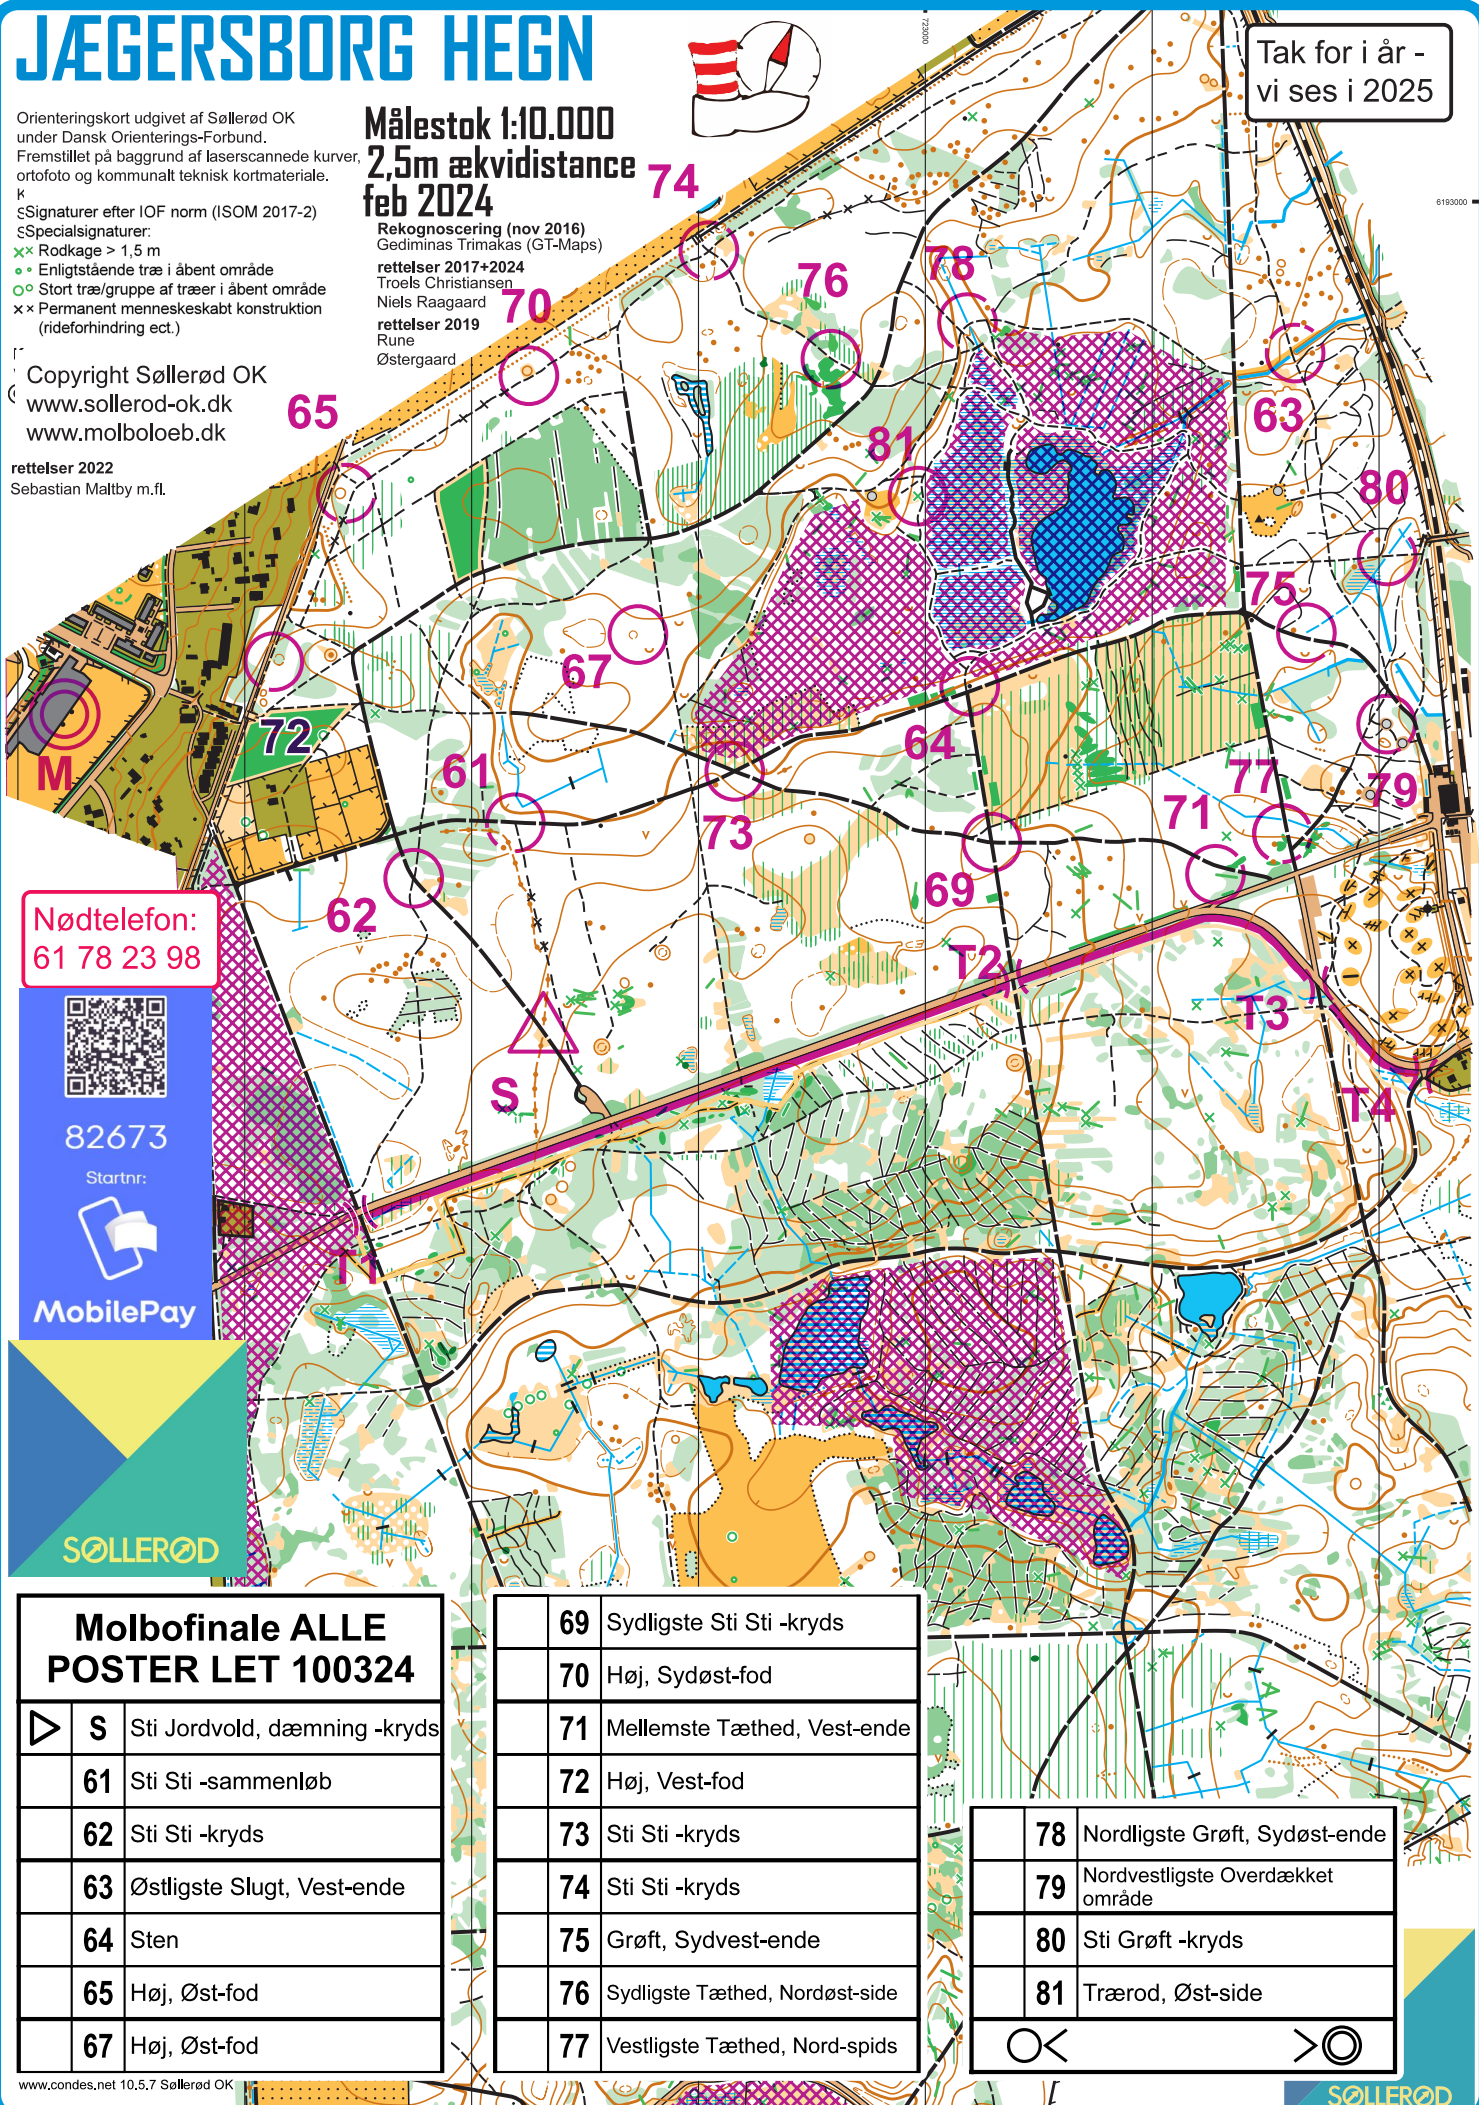 JÆGERSBORG HEGN
Orienteringskort udgivet af Søllerød OK
under Dansk Orienterings-Forbund.
Fremstillet på baggrund af laserscannede kurver,
ortofoto og kommunalt teknisk kortmateriale.
K
S
Signaturer efter IOF norm (ISOM 2017-2)
S
Specialsignaturer:
Rodkage > 1,5 m
Enligtstående træ i åbent område
Stort træ/gruppe af træer i åbent område
Permanent menneskeskabt konstruktion
(rideforhindring ect.)
Copyright Søllerød OK
www.sollerod-ok.dk
www.molboloeb.dk
rettelser 2022
Sebastian Maltby m.fl.
Målestok 1:10.000
2,5m ækvidistance
feb 2024
Rekognoscering (nov 2016)
Gediminas Trimakas (GT-Maps)
rettelser 2017+2024
Troels Christiansen
Niels Raagaard
rettelser 2019
Rune
Østergaard
Tak for i år -
vi ses i 2025
723000
6193000
74
78
76
70
65
63
81
80
75
67
72
64
61
M
77
79
73
71
69
62
T2
T3
S
T4
T1
Nødtelefon:
61 78 23 98
82673
Startnr:
MobilePay
SØLLERØD
Molbofinale ALLE
POSTER LET 100324
S Sti Jordvold, dæmning -kryds
61 Sti Sti -sammenløb
62 Sti Sti -kryds
63 Østligste Slugt, Vest-ende
64 Sten
65 Høj, Øst-fod
67 Høj, Øst-fod
69 Sydligste Sti Sti -kryds
70 Høj, Sydøst-fod
71 Mellemste Tæthed, Vest-ende
72 Høj, Vest-fod
73 Sti Sti -kryds
74 Sti Sti -kryds
75 Grøft, Sydvest-ende
76 Sydligste Tæthed, Nordøst-side
77 Vestligste Tæthed, Nord-spids
78 Nordligste Grøft, Sydøst-ende
79 Nordvestligste Overdækket
område
80 Sti Grøft -kryds
81 Trærod, Øst-side
www.condes.net 10.5.7 Søllerød OK
SØLLERØD